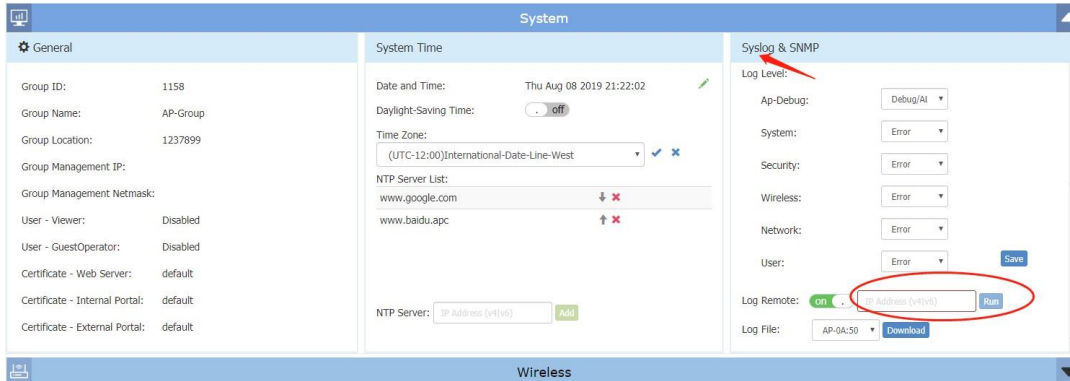 System
General
Group ID: 1158
Group Name: AP-Group
Group Location: 1237899
Group Management IP:
Group Management Netmask:
User - Viewer: Disabled
User - GuestOperator: Disabled
Certificate - Web Server: default
Certificate - Internal Portal: default
Certificate - External Portal: default
System Time
Date and Time: Thu Aug 08 2019 21:22:02
Daylight-Saving Time: off
Time Zone:
(UTC-12:00)International-Date-Line-West
NTP Server List:
www.google.com
www.baidu.apc
NTP Server: IP Address (v4|v6) Add
Syslog & SNMP
Log Level:
Ap-Debug: Debug/Al
System: Error
Security: Error
Wireless: Error
Network: Error
User: Error Save
Log Remote: on IP Address (v4|v6) Run
Log File: AP-0A:50 Download
Wireless